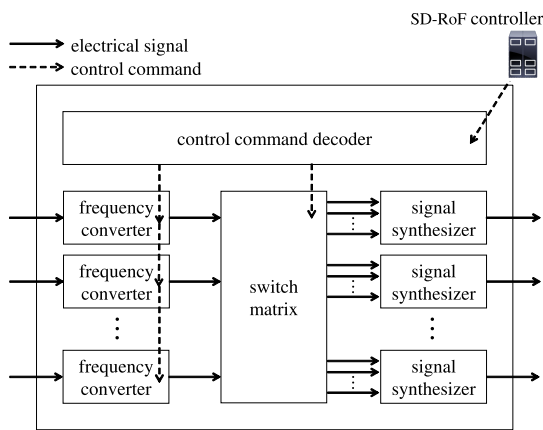 SD-RoF controller
electrical signal
control command
control command decoder
frequency
converter
signal
synthesizer
frequency
converter
switch
matrix
signal
synthesizer
frequency
converter
signal
synthesizer